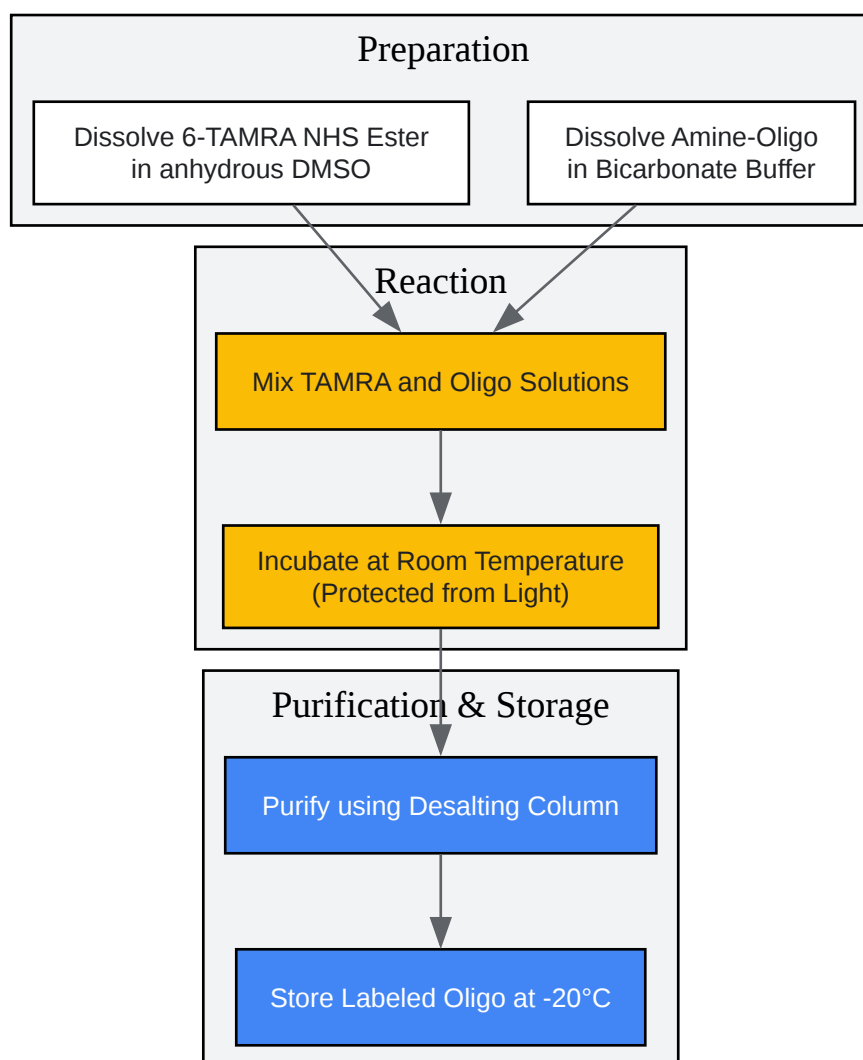 Preparation
Dissolve 6-TAMRA NHS Ester
in anhydrous DMSO
Dissolve Amine-Oligo
in Bicarbonate Buffer
Reaction
Mix TAMRA and Oligo Solutions
Incubate at Room Temperature
(Protected from Light)
Purification & Storage
Purify using Desalting Column
Store Labeled Oligo at -20°C